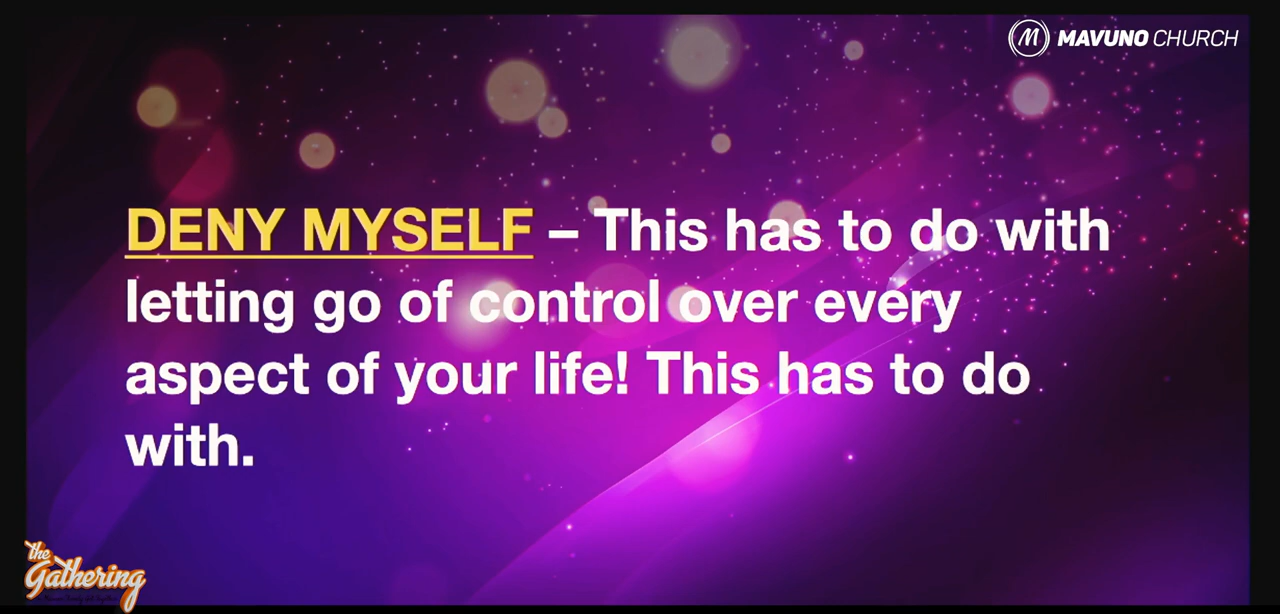 MAVUNO CHURCH
DENY MYSELF – This has to do with
letting go of control over every
aspect of your life! This has to do
with.
the
Gathering